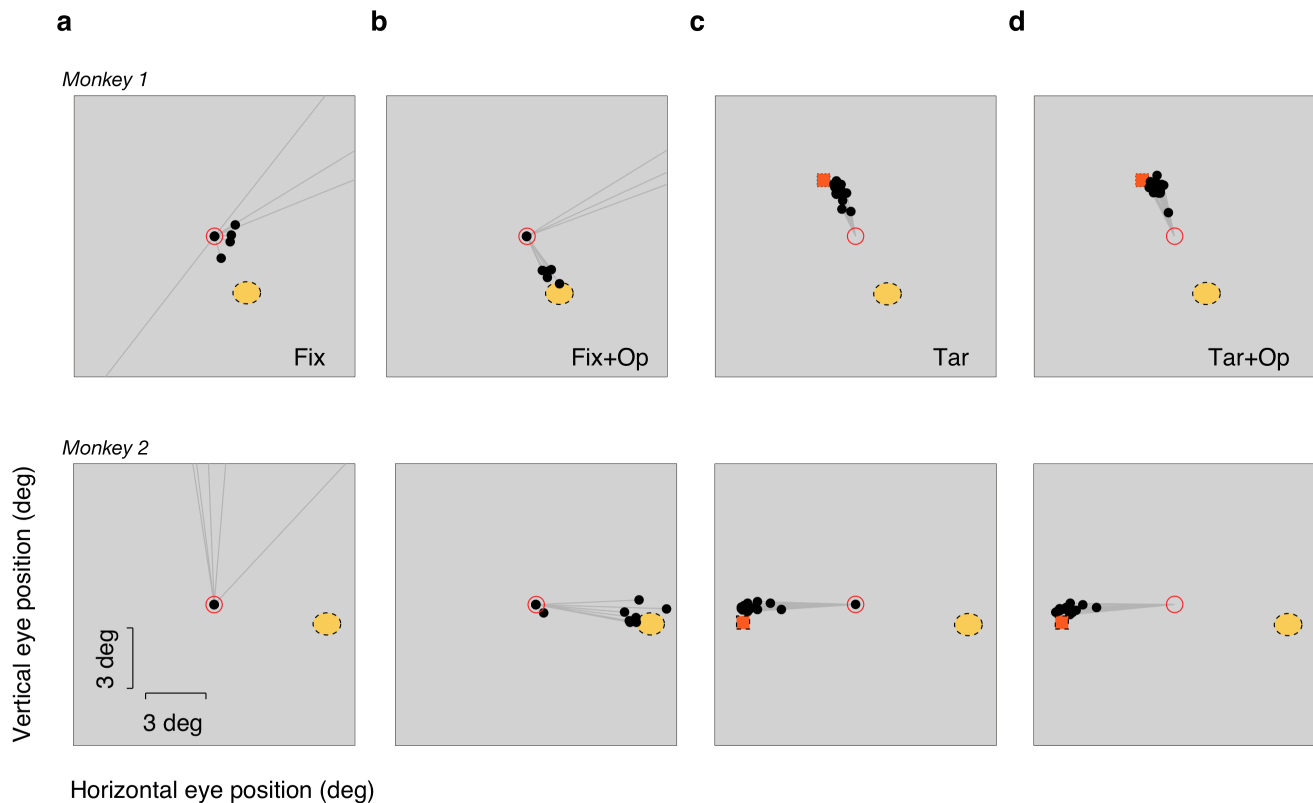 a
b
c
d
Monkey 1
Fix
Fix+Op
Tar
Tar+Op
Monkey 2
Vertical eye position (deg)
3 deg
3 deg
Horizontal eye position (deg)